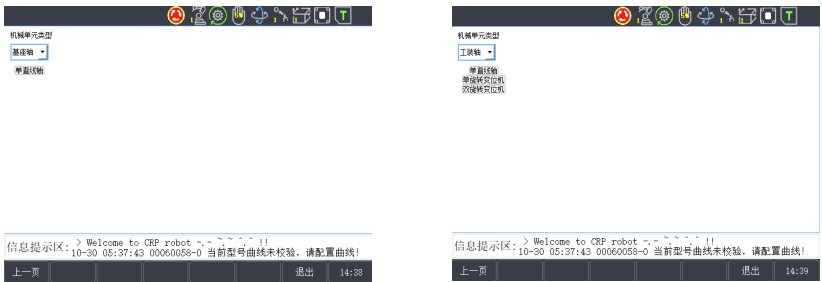 机械单元类型
基座轴
单直线轴
信息提示区: > Welcome to CRP robot -.- ~.~ ^.^ !!
10-30 05:37:43 00060058-0 当前型号曲线未校验, 请配置曲线!
上一页 退出 14:38
机械单元类型
工装轴
单直线轴
单旋转变位机
双旋转变位机
信息提示区: > Welcome to CRP robot -.- ~.~ ^.^ !!
10-30 05:37:43 00060058-0 当前型号曲线未校验, 请配置曲线!
上一页 退出 14:39